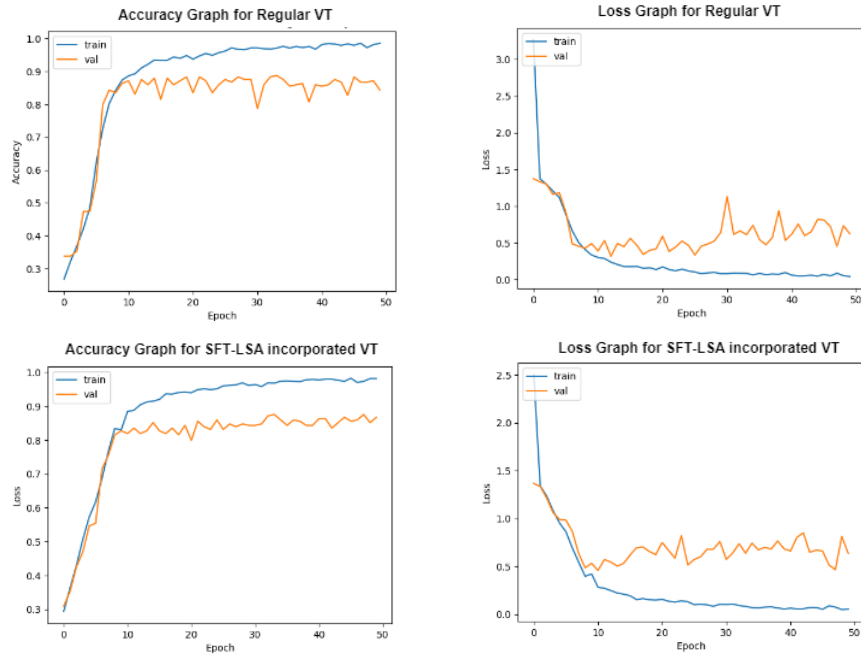 Accuracy Graph for Regular VT
train
val
1.0
0.9
0.8
0.7
0.6
0.5
0.4
0.3
Accuracy
0 10 20 30 40 50
Epoch
Loss Graph for Regular VT
train
val
3.0
2.5
2.0
1.5
1.0
0.5
0.0
Loss
0 10 20 30 40 50
Epoch
Accuracy Graph for SFT-LSA incorporated VT
train
val
1.0
0.9
0.8
0.7
0.6
0.5
0.4
0.3
Loss
0 10 20 30 40 50
Epoch
Loss Graph for SFT-LSA incorporated VT
train
val
2.5
2.0
1.5
1.0
0.5
0.0
Loss
0 10 20 30 40 50
Epoch